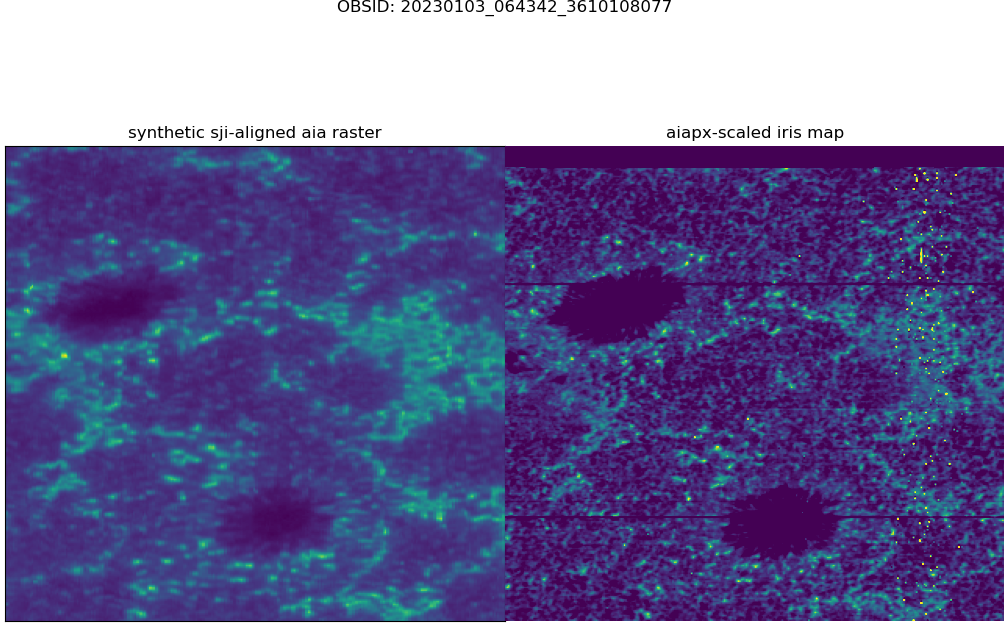 OBSID: 20230103_064342_3610108077
synthetic sji-aligned aia raster
aiapx-scaled iris map